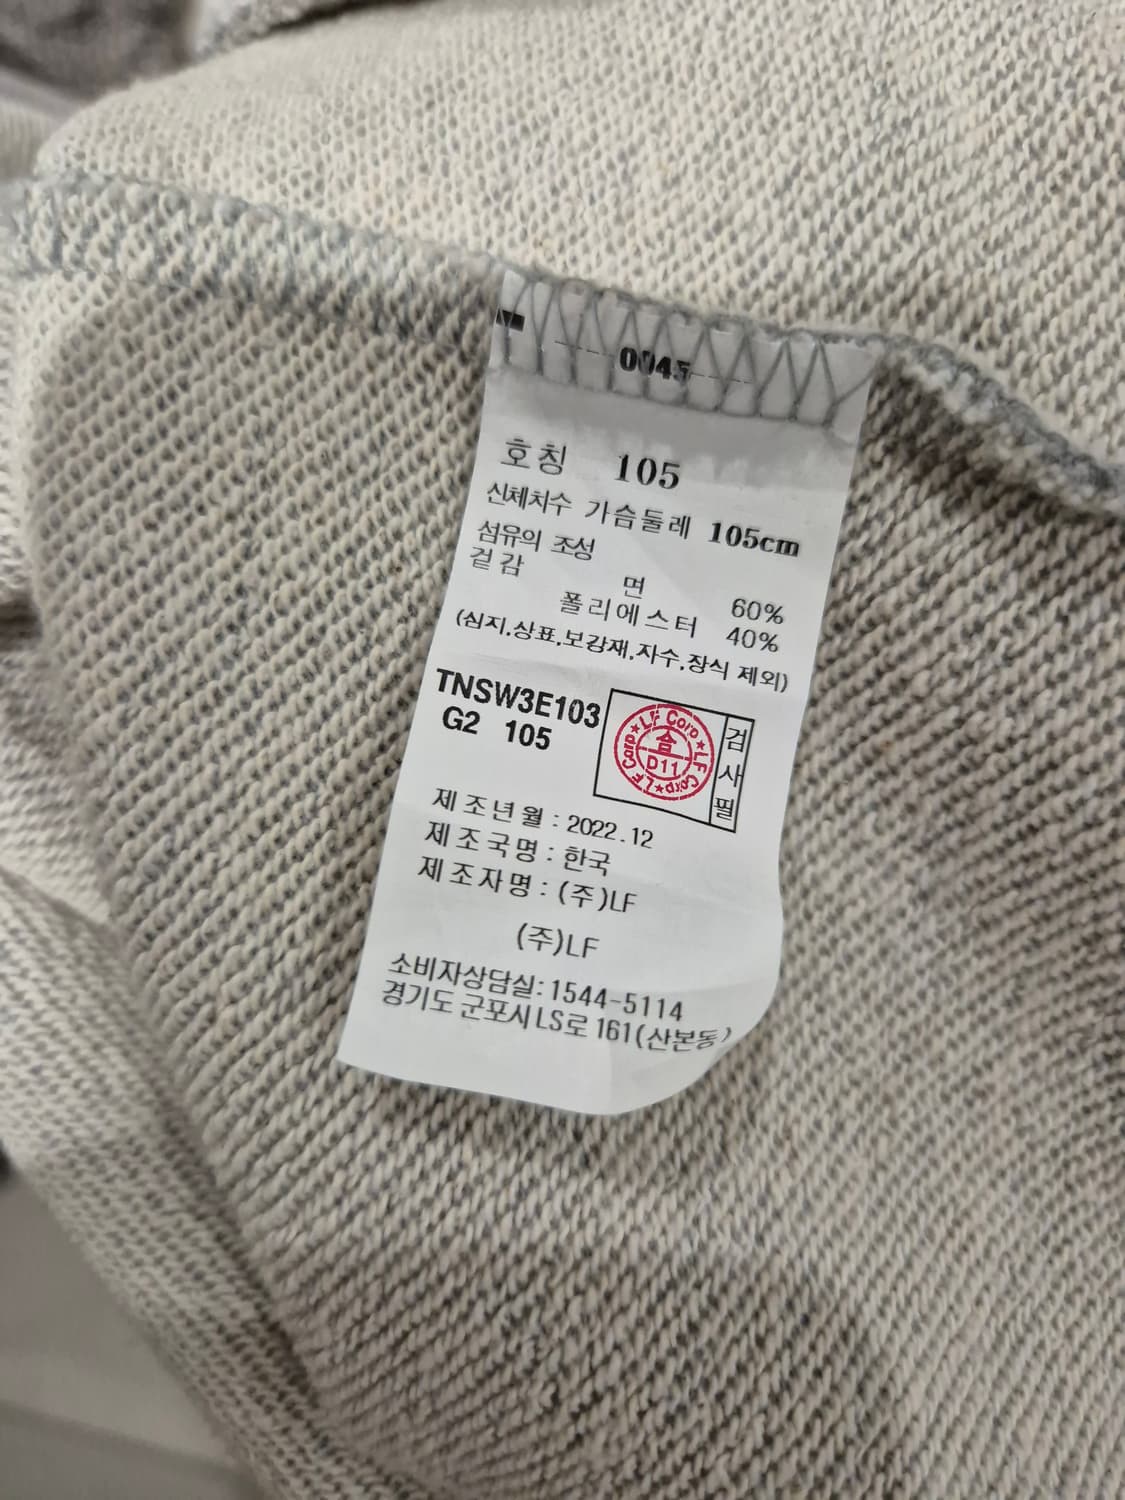 0045
호칭 105
신체치수 가슴둘레 105cm
섬유의 조성
겉감
면 60%
폴리에스터 40%
(심지,상표,보강재,자수,장식 제외)
TNSW3E103
G2 105
LF Corp★LF Corp★LF Corp★
合
D11
검사필
제조년월 : 2022.12
제조국명 : 한국
제조자명 : (주)LF
(주)LF
소비자상담실: 1544-5114
경기도 군포시 LS로 161(산본동)